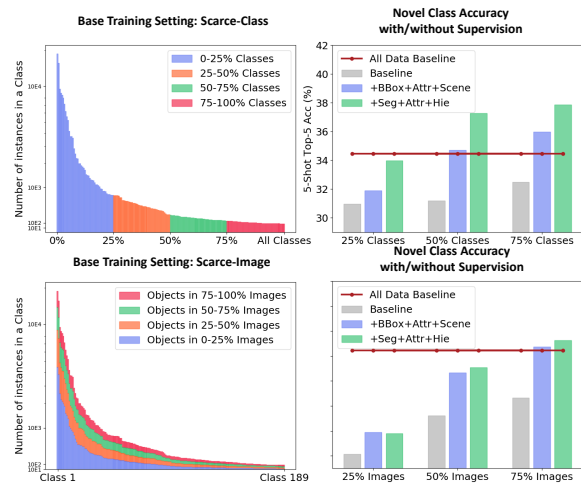 Base Training Setting: Scarce-Class
Number of instances in a Class
10E4
10E3
10E2
10E1
0-25% Classes
25-50% Classes
50-75% Classes
75-100% Classes
0%
25%
50%
75%
All Classes
Novel Class Accuracy
with/without Supervision
5-Shot Top-5 Acc (%)
42
40
38
36
34
32
30
All Data Baseline
Baseline
+BBox+Attr+Scene
+Seg+Attr+Hie
25% Classes
50% Classes
75% Classes
Base Training Setting: Scarce-Image
Number of instances in a Class
10E4
10E3
10E2
10E1
Objects in 75-100% Images
Objects in 50-75% Images
Objects in 25-50% Images
Objects in 0-25% Images
Class 1
Class 189
Novel Class Accuracy
with/without Supervision
All Data Baseline
Baseline
+BBox+Attr+Scene
+Seg+Attr+Hie
25% Images
50% Images
75% Images